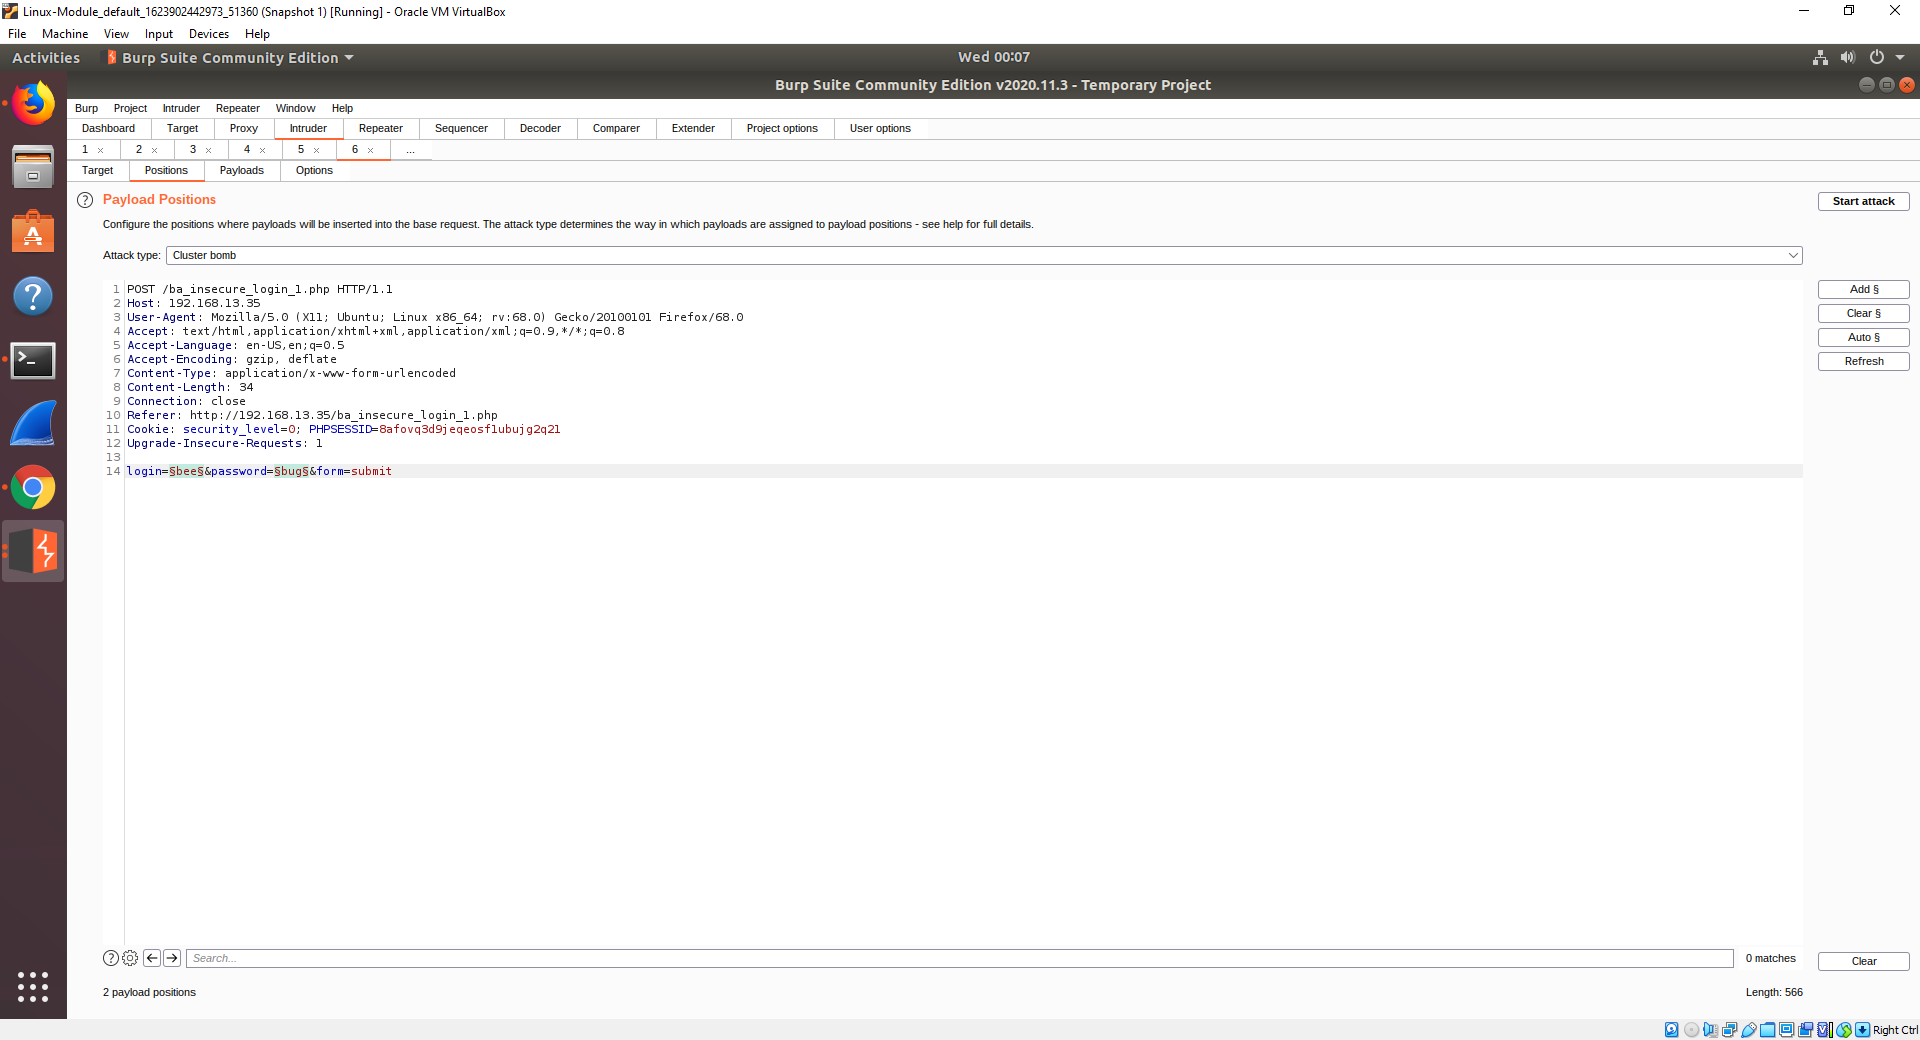 Linux-Module_default_1623902442973_51360 (Snapshot 1) [Running] - Oracle VM VirtualBox
File Machine View Input Devices Help
Activities Burp Suite Community Edition Wed 00:07
Burp Suite Community Edition v2020.11.3 - Temporary Project
Burp Project Intruder Repeater Window Help
Dashboard Target Proxy Intruder Repeater Sequencer Decoder Comparer Extender Project options User options
1 × 2 × 3 × 4 × 5 × 6 × ...
Target Positions Payloads Options
? Payload Positions
Start attack
Configure the positions where payloads will be inserted into the base request. The attack type determines the way in which payloads are assigned to payload positions - see help for full details.
Attack type: Cluster bomb
1 POST /ba_insecure_login_1.php HTTP/1.1
2 Host: 192.168.13.35
3 User-Agent: Mozilla/5.0 (X11; Ubuntu; Linux x86_64; rv:68.0) Gecko/20100101 Firefox/68.0
4 Accept: text/html,application/xhtml+xml,application/xml;q=0.9,*/*;q=0.8
5 Accept-Language: en-US,en;q=0.5
6 Accept-Encoding: gzip, deflate
7 Content-Type: application/x-www-form-urlencoded
8 Content-Length: 34
9 Connection: close
10 Referer: http://192.168.13.35/ba_insecure_login_1.php
11 Cookie: security_level=0; PHPSESSID=8afovq3d9jeqeosf1ubujg2q21
12 Upgrade-Insecure-Requests: 1
13
14 login=§bee§&password=§bug§&form=submit
Add §
Clear §
Auto §
Refresh
? Search... 0 matches Clear
2 payload positions Length: 566
Right Ctrl